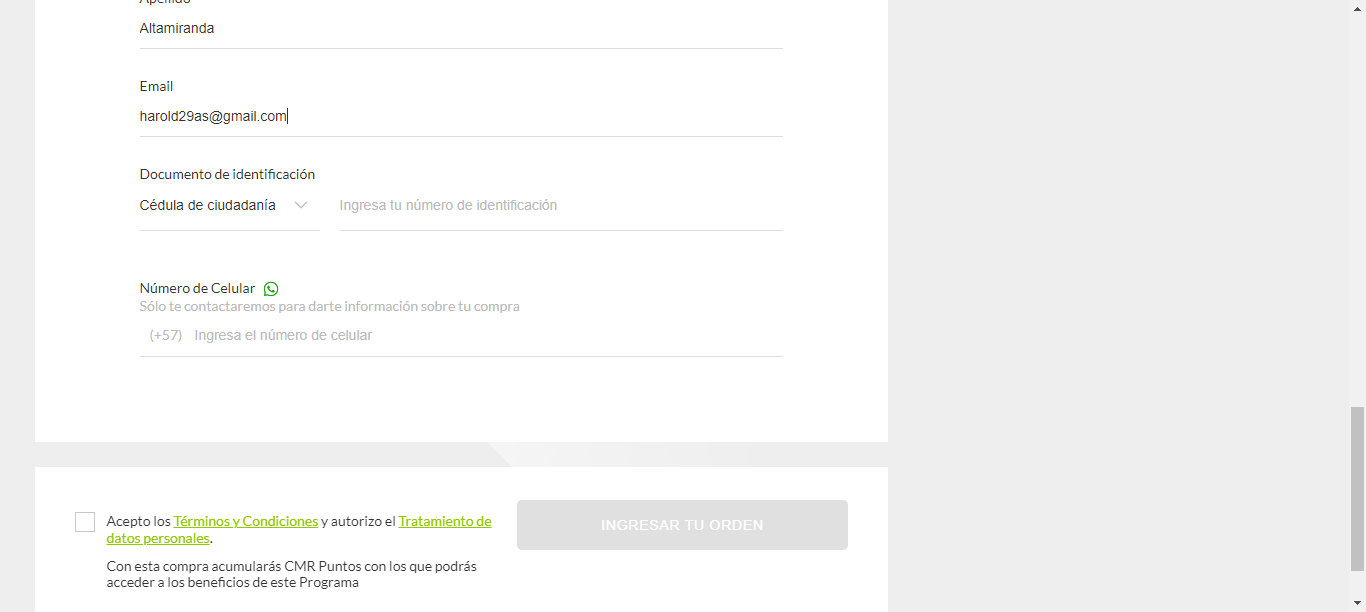 Apellido
Altamiranda
Email
harold29as@gmail.com
Documento de identificación
Cédula de ciudadanía
Ingresa tu número de identificación
Número de Celular
Sólo te contactaremos para darte información sobre tu compra
(+57) Ingresa el número de celular
Acepto los Términos y Condiciones y autorizo el Tratamiento de
datos personales.
INGRESAR TU ORDEN
Con esta compra acumularás CMR Puntos con los que podrás
acceder a los beneficios de este Programa